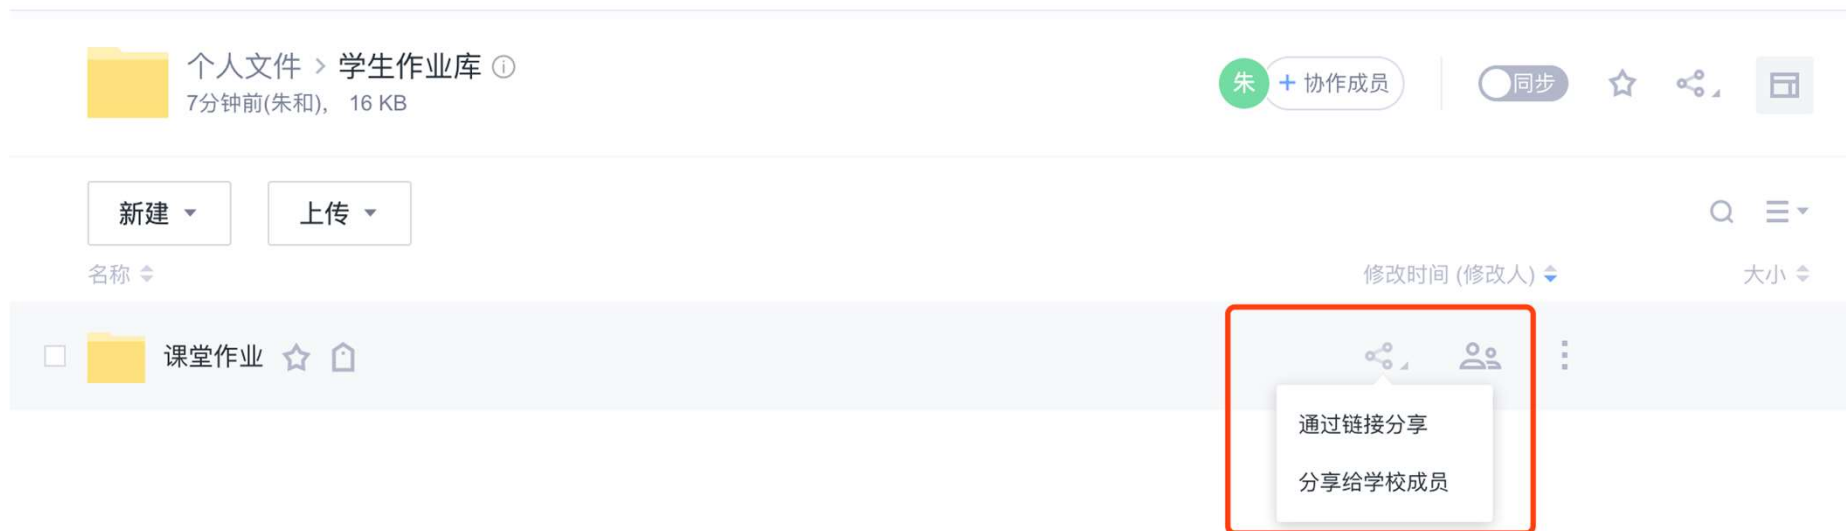 个人文件 > 学生作业库
7分钟前(朱和)， 16 KB
朱
+ 协作成员
同步
新建
上传
名称
修改时间 (修改人)
大小
课堂作业
通过链接分享
分享给学校成员